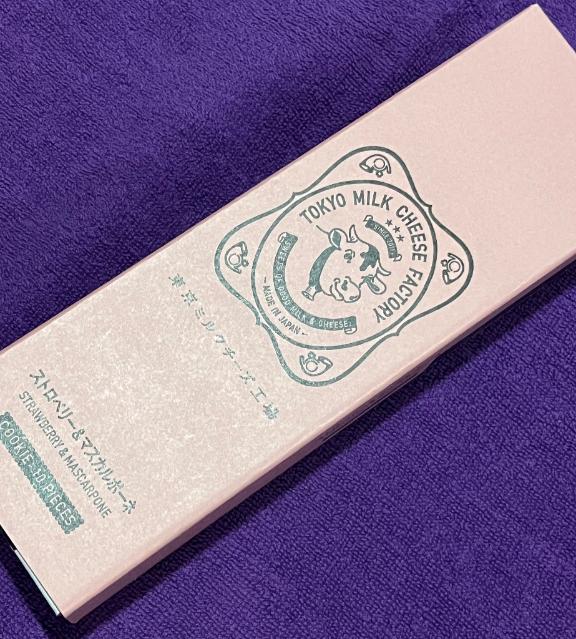 TOKYO MILK CHEESE FACTORY
SINCE 2012
SWEETS OF GOOD MILK & CHEESE.
~ MADE IN JAPAN ~
東京ミルクチーズ工場
ストロベリー&マスカルポーネ
STRAWBERRY & MASCARPONE
COOKIE 10 PIECES